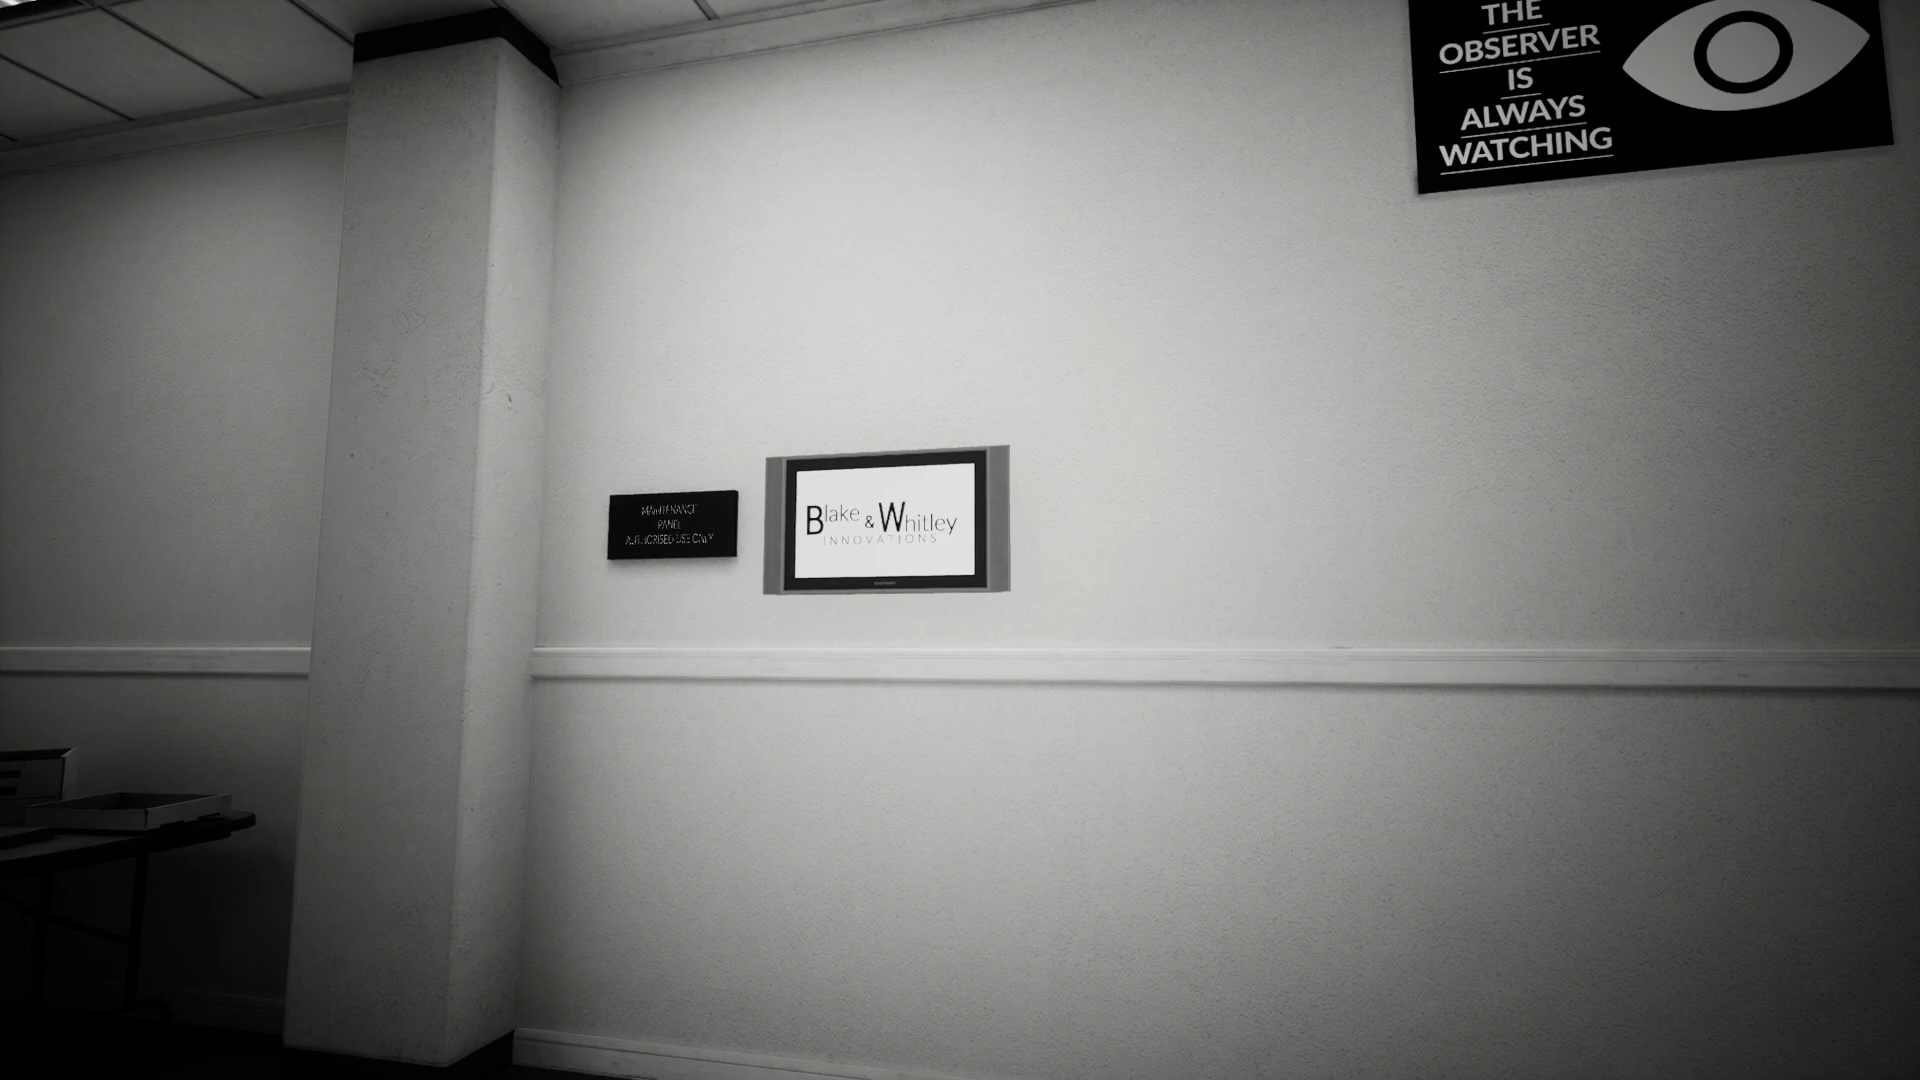 THE
OBSERVER
IS
ALWAYS
WATCHING
MAINTENANCE
PANEL
AUTHORISED USE ONLY
Blake & Whitley
INNOVATIONS